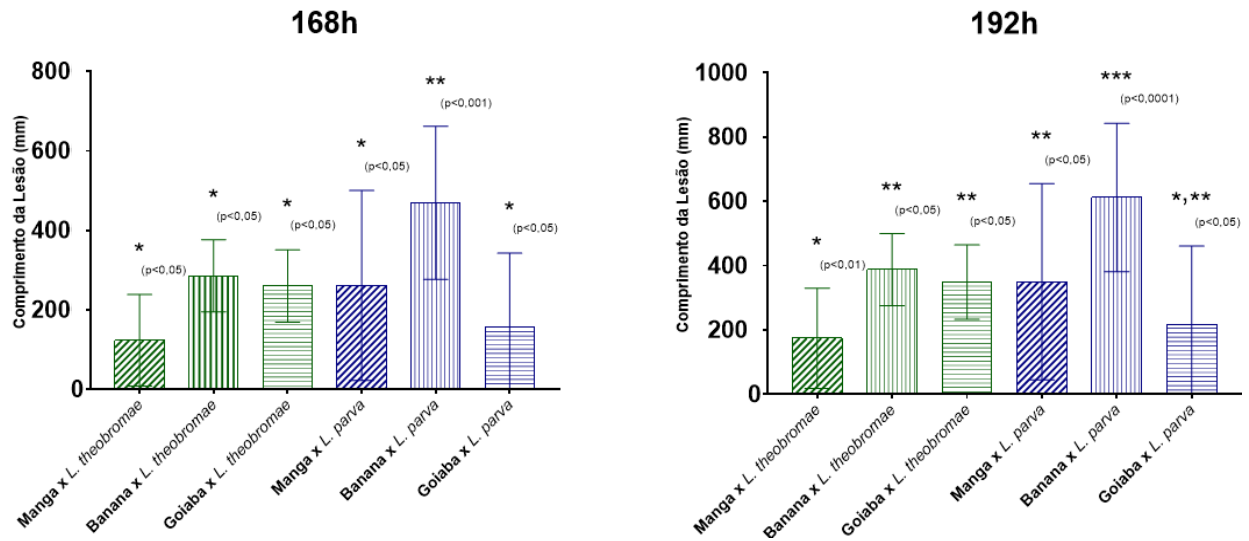 168h
Comprimento da Lesão (mm)
800
600
400
200
0
*
(p<0,05)
*
(p<0,05)
*
(p<0,05)
*
(p<0,05)
**
(p<0,001)
*
(p<0,05)
Manga x L. theobromae
Banana x L. theobromae
Goiaba x L. theobromae
Manga x L. parva
Banana x L. parva
Goiaba x L. parva
192h
Comprimento da Lesão (mm)
1000
800
600
400
200
0
*
(p<0,01)
**
(p<0,05)
**
(p<0,05)
**
(p<0,05)
***
(p<0,0001)
*,**
(p<0,05)
Manga x L. theobromae
Banana x L. theobromae
Goiaba x L. theobromae
Manga x L. parva
Banana x L. parva
Goiaba x L. parva